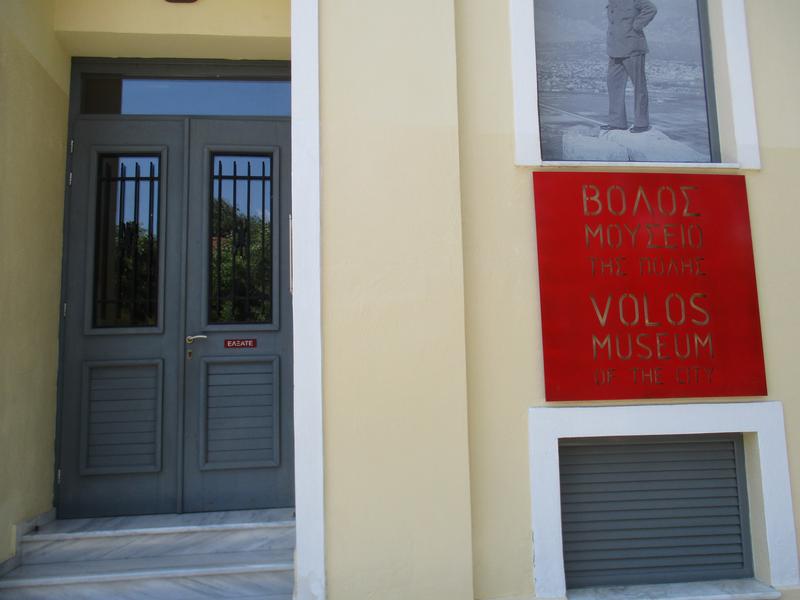 ΕΛΞΑΤΕ
ΒΟΛΟΣ
ΜΟΥΣΕΙΟ
ΤΗΣ ΠΟΛΗΣ
VOLOS
MUSEUM
OF THE CITY